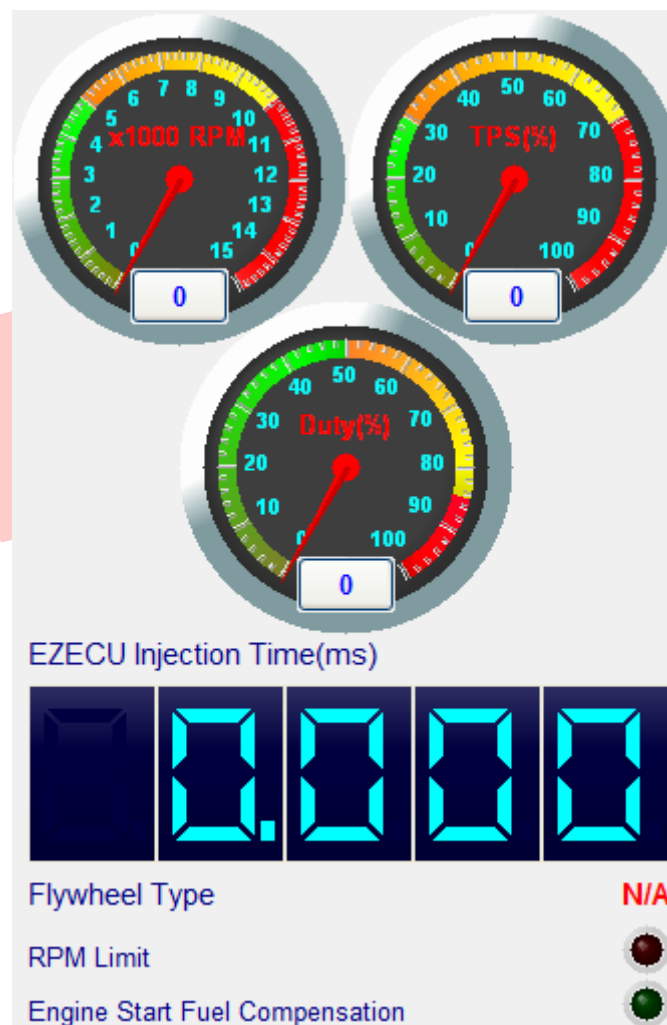 0 1 2 3 4 5 6 7 8 9 10 11 12 13 14 15
x1000 RPM
0
0 10 20 30 40 50 60 70 80 90 100
TPS(%)
0
0 10 20 30 40 50 60 70 80 90 100
Duty(%)
0
EZECU Injection Time(ms)
0.000
Flywheel Type N/A
RPM Limit
Engine Start Fuel Compensation